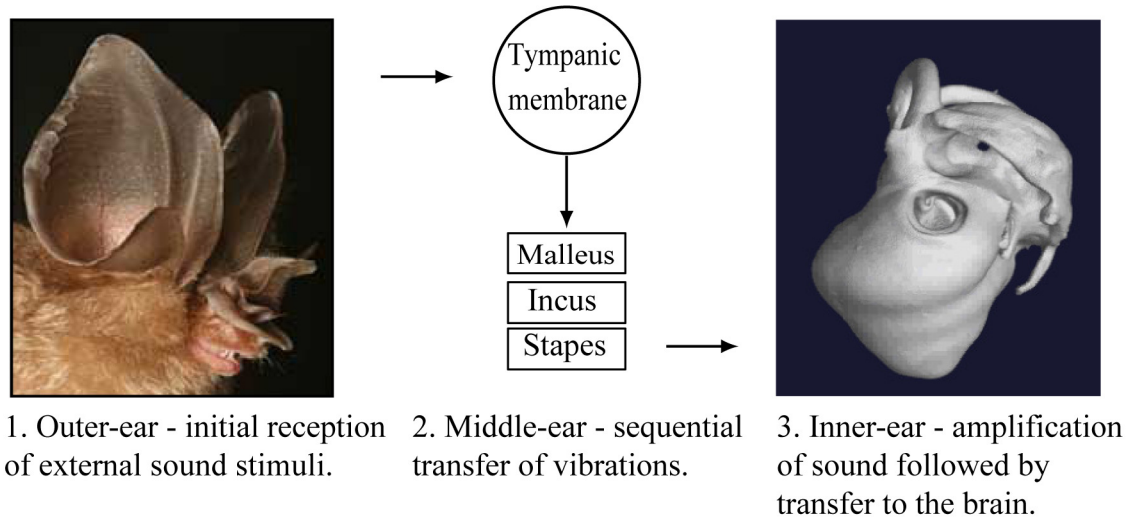 Tympanic
membrane
Malleus
Incus
Stapes
1. Outer-ear - initial reception
of external sound stimuli.
2. Middle-ear - sequential
transfer of vibrations.
3. Inner-ear - amplification
of sound followed by
transfer to the brain.